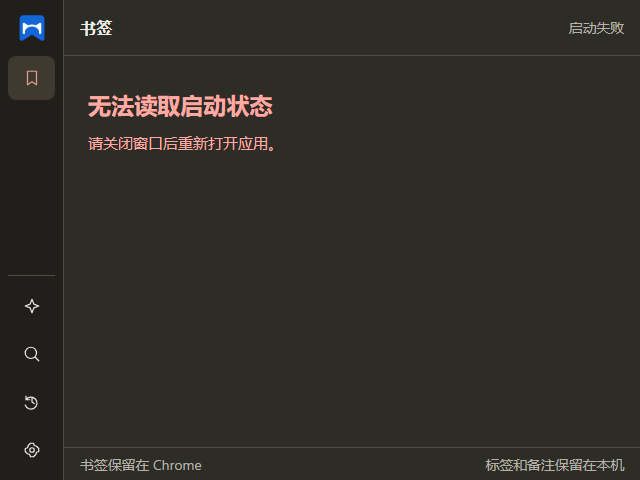 书签
启动失败
无法读取启动状态
请关闭窗口后重新打开应用。
书签保留在 Chrome
标签和备注保留在本机